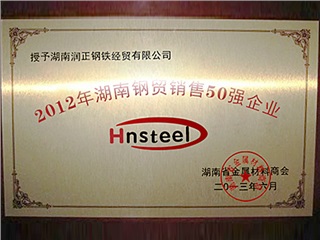 授予湖南润正钢铁经贸有限公司
2012年湖南钢贸销售50强企业
Hnsteel
湖南省金属材料商会
二〇一三年六月